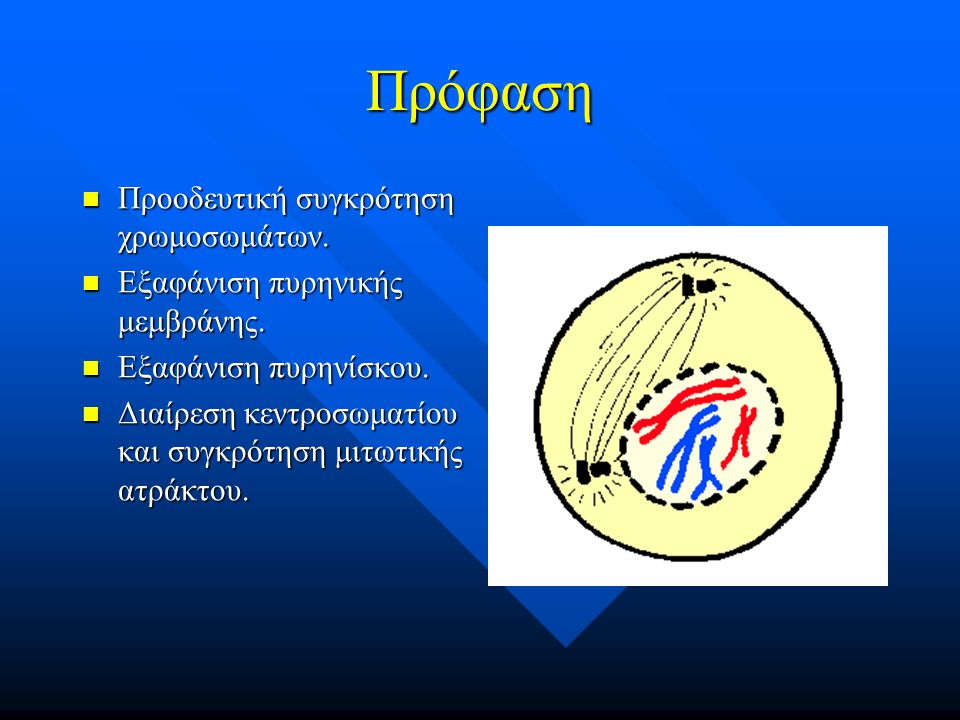 Πρόφαση
Προοδευτική συγκρότηση
χρωμοσωμάτων.
Εξαφάνιση πυρηνικής
μεμβράνης.
Εξαφάνιση πυρηνίσκου.
Διαίρεση κεντροσωματίου
και συγκρότηση μιτωτικής
ατράκτου.